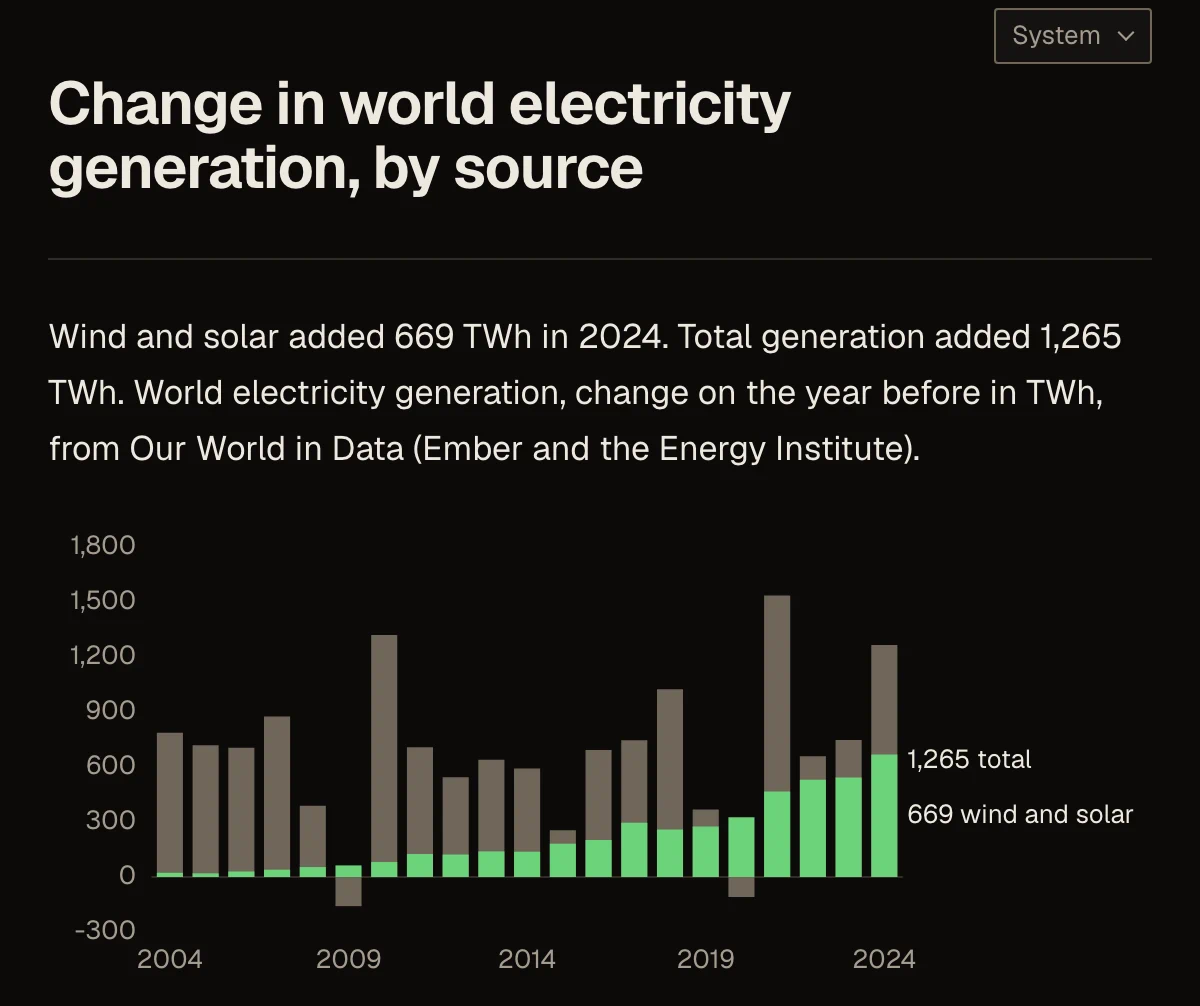 System
Change in world electricity
generation, by source
Wind and solar added 669 TWh in 2024. Total generation added 1,265
TWh. World electricity generation, change on the year before in TWh,
from Our World in Data (Ember and the Energy Institute).
1,800
1,500
1,200
900
600
300
0
-300
1,265 total
669 wind and solar
2004 2009 2014 2019 2024